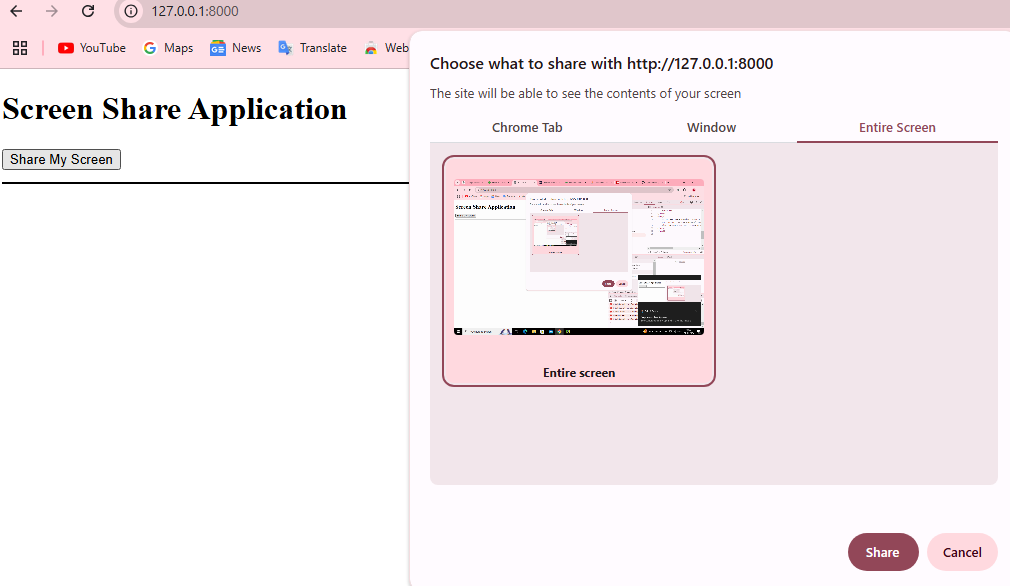 127.0.0.1:8000
YouTube Maps News Translate Web
Screen Share Application
Share My Screen
Choose what to share with http://127.0.0.1:8000
The site will be able to see the contents of your screen
Chrome Tab Window Entire Screen
Screen Share Application
Entire screen
Share Cancel